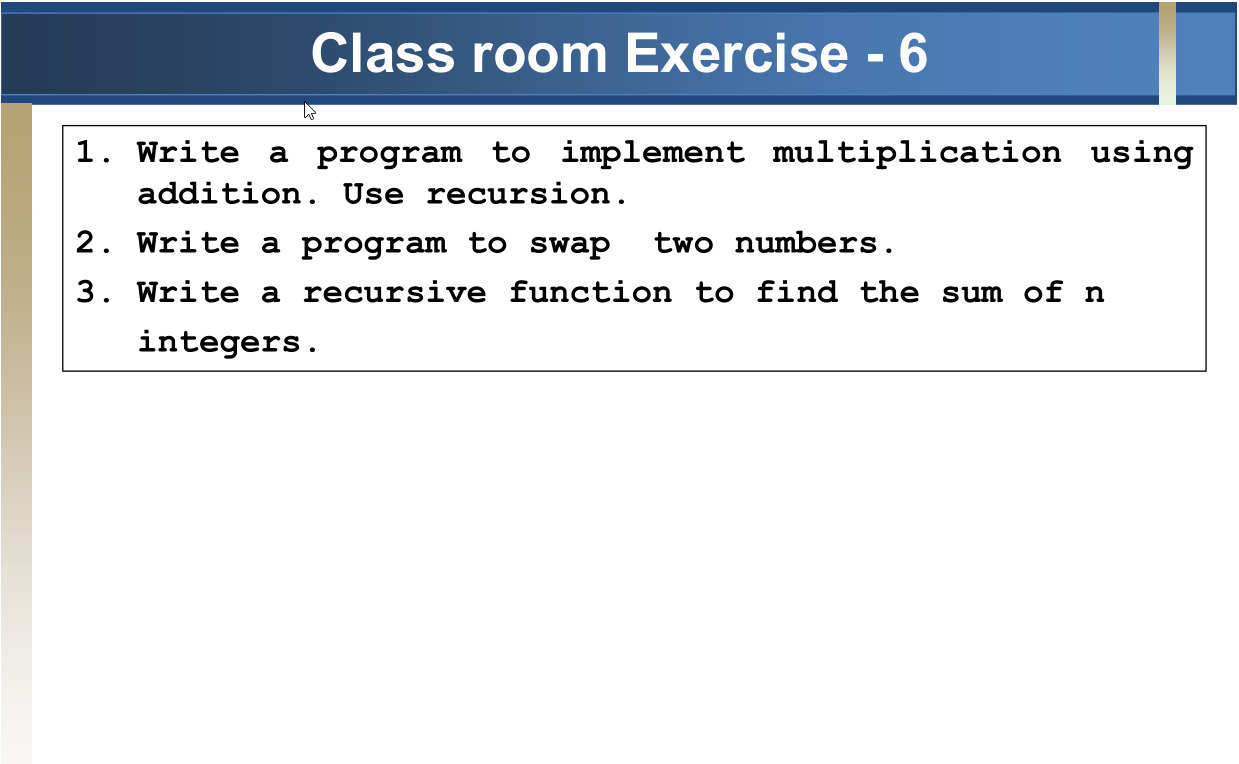 Class room Exercise - 6
1. Write a program to implement multiplication using
addition. Use recursion.
2. Write a program to swap  two numbers.
3. Write a recursive function to find the sum of n
integers.